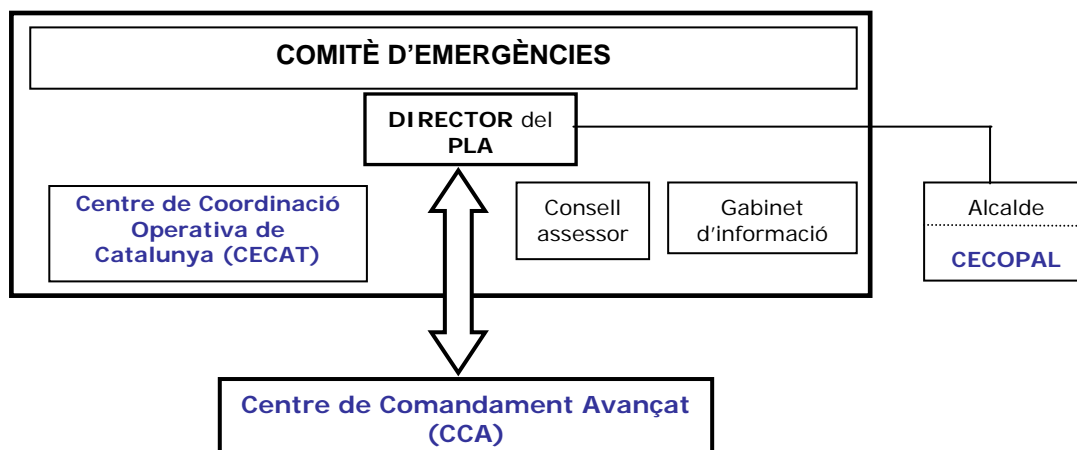 COMITÈ D'EMERGÈNCIES
DIRECTOR del
PLA
Centre de Coordinació
Operativa de
Catalunya (CECAT)
Consell
assessor
Gabinet
d'informació
Alcalde
CECOPAL
Centre de Comandament Avançat
(CCA)